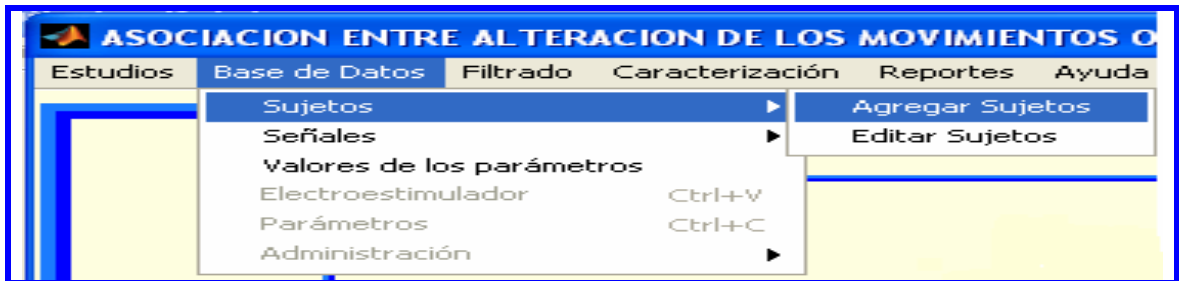 ASOCIACION ENTRE ALTERACION DE LOS MOVIMIENTOS O
Estudios Base de Datos Filtrado Caracterización Reportes Ayuda
Sujetos Agregar Sujetos
Señales Editar Sujetos
Valores de los parámetros
Electroestimulador Ctrl+V
Parámetros Ctrl+C
Administración